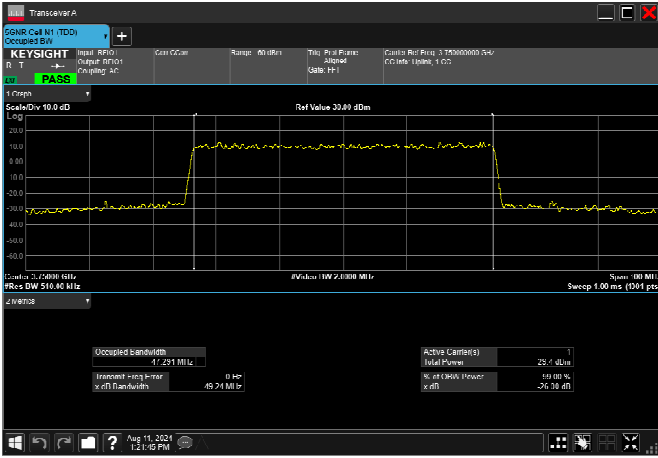 Transceiver A
5GNR Cell N1 (TDD)
Occupied BW
KEYSIGHT
R T
PASS
Input: RFIO1
Output: RFIO1
Coupling: AC
Corr CCorr
Range: -60 dBm
Trig: Prot Frame
Aligned
Gate: FFT
Carrier Ref Freq: 3.750000000 GHz
CC Info: Uplink, 1 CC
1 Graph
Scale/Div 10.0 dB
Ref Value 30.00 dBm
Log
20.0
10.0
0.00
-10.0
-20.0
-30.0
-40.0
-50.0
-60.0
Center 3.75000 GHz
#Video BW 2.0000 MHz
Span 100 MHz
#Res BW 510.00 kHz
Sweep 1.00 ms (1001 pts)
2 Metrics
Occupied Bandwidth
47.291 MHz
Transmit Freq Error
0 Hz
x dB Bandwidth
49.24 MHz
Active Carrier(s)
1
Total Power
29.4 dBm
% of OBW Power
99.00 %
x dB
-26.00 dB
Aug 11, 2024
1:21:45 PM